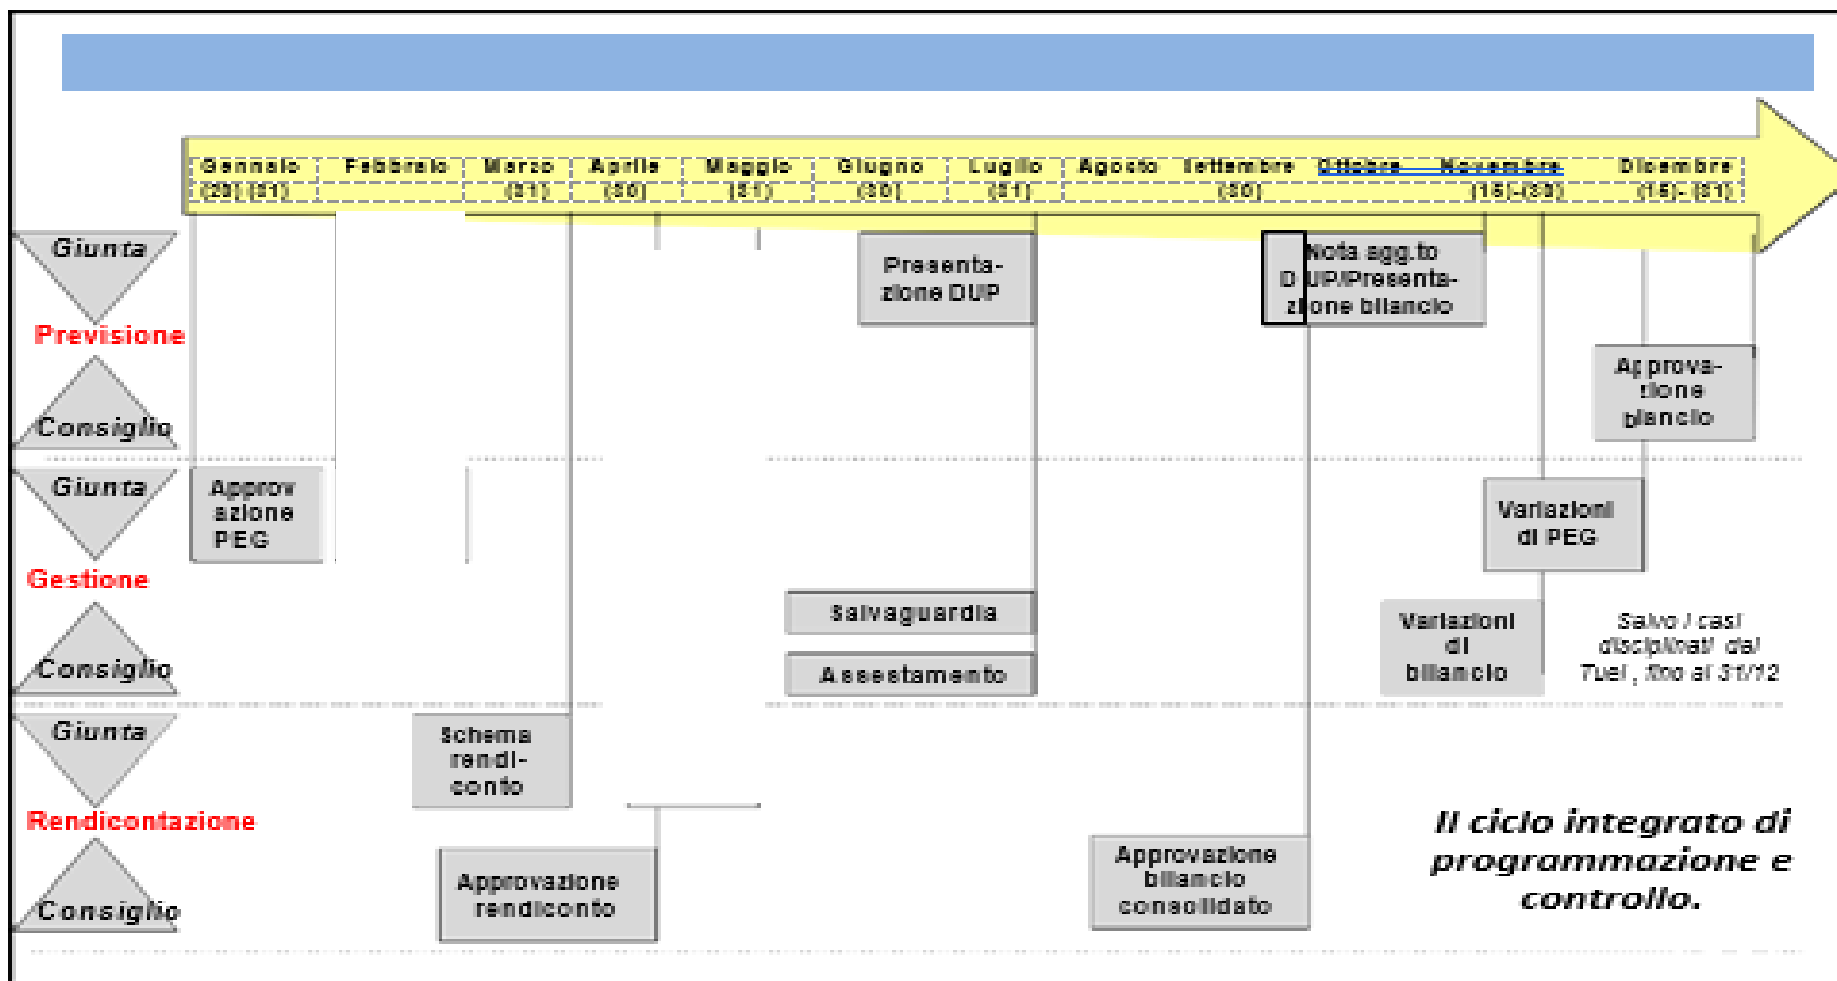 Gennaio Febbraio Marzo Aprile Maggio Giugno Luglio Agosto Settembre Ottobre Novembre Dicembre
(31) (30) (31) (30) (31) (30) (15)-(30) (15)-(31)
Giunta
Presenta-
zione DUP
Nota agg.to
DUP/Presenta-
zione bilancio
Previsione
Approva-
zione
bilancio
Consiglio
Giunta
Approv
azione
PEG
Variazioni
di PEG
Gestione
Salvaguardia
Variazioni
di
bilancio
Salvo i casi
disciplinati dal
Tuel , fino al 31/12
Consiglio
Assestamento
Giunta
Schema
rendi-
conto
Rendicontazione
Il ciclo integrato di
programmazione e
controllo.
Approvazione
bilancio
consolidato
Approvazione
rendiconto
Consiglio